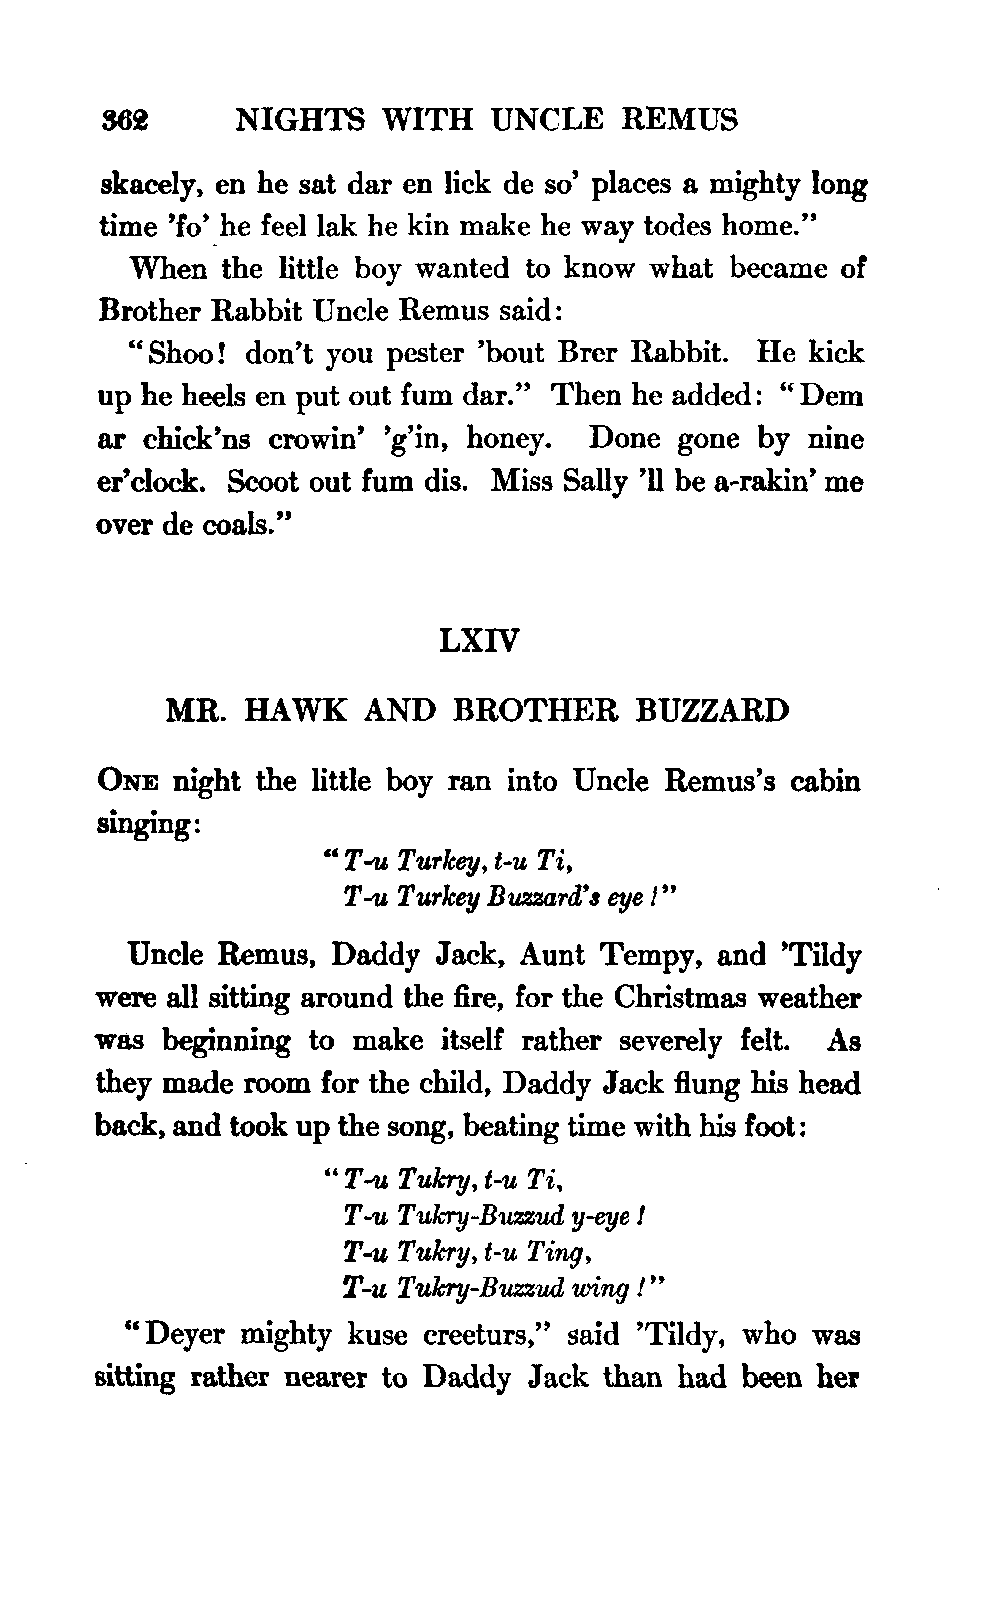 362 NIGHTS WITH UNCLE REMUS
skacely, en he sat dar en lick de so' places a mighty long
time 'fo' he feel lak he kin make he way todes home."
When the little boy wanted to know what became of
Brother Rabbit Uncle Remus said:
"Shoo! don't you pester 'bout Brer Rabbit. He kick
up he heels en put out fum dar." Then he added: "Dem
ar chick'ns crowin' 'g'in, honey. Done gone by nine
er'clock. Scoot out fum dis. Miss Sally 'll be a-rakin' me
over de coals."
LXIV
MR. HAWK AND BROTHER BUZZARD
ONE night the little boy ran into Uncle Remus's cabin
singing:
"T-u Turkey, t-u Ti,
T-u Turkey Buzzard's eye!"
Uncle Remus, Daddy Jack, Aunt Tempy, and 'Tildy
were all sitting around the fire, for the Christmas weather
was beginning to make itself rather severely felt. As
they made room for the child, Daddy Jack flung his head
back, and took up the song, beating time with his foot:
"T-u Tukry, t-u Ti,
T-u Tukry-Buzzud y-eye!
T-u Tukry, t-u Ting,
T-u Tukry-Buzzud wing!"
"Deyer mighty kuse creeturs," said 'Tildy, who was
sitting rather nearer to Daddy Jack than had been her